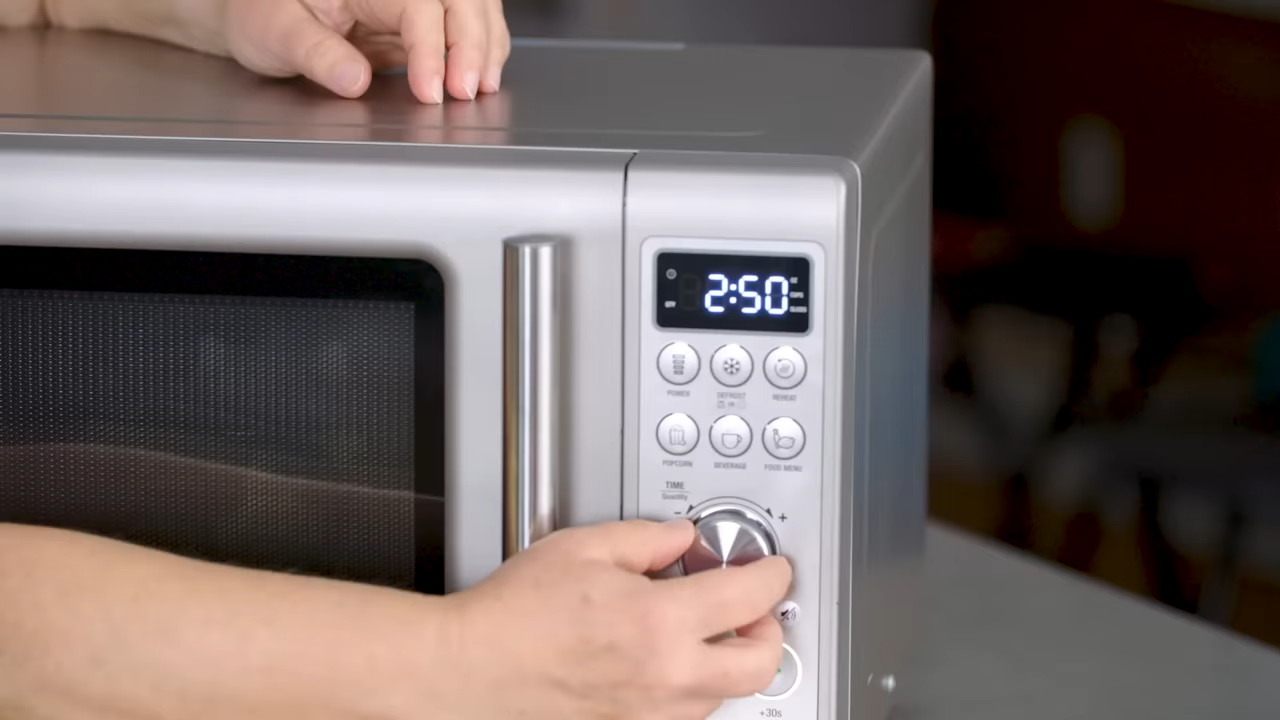 2:50
POWER
DEFROST
REHEAT
POPCORN
BEVERAGE
FOOD MENU
TIME
Quantity
- +
+30s